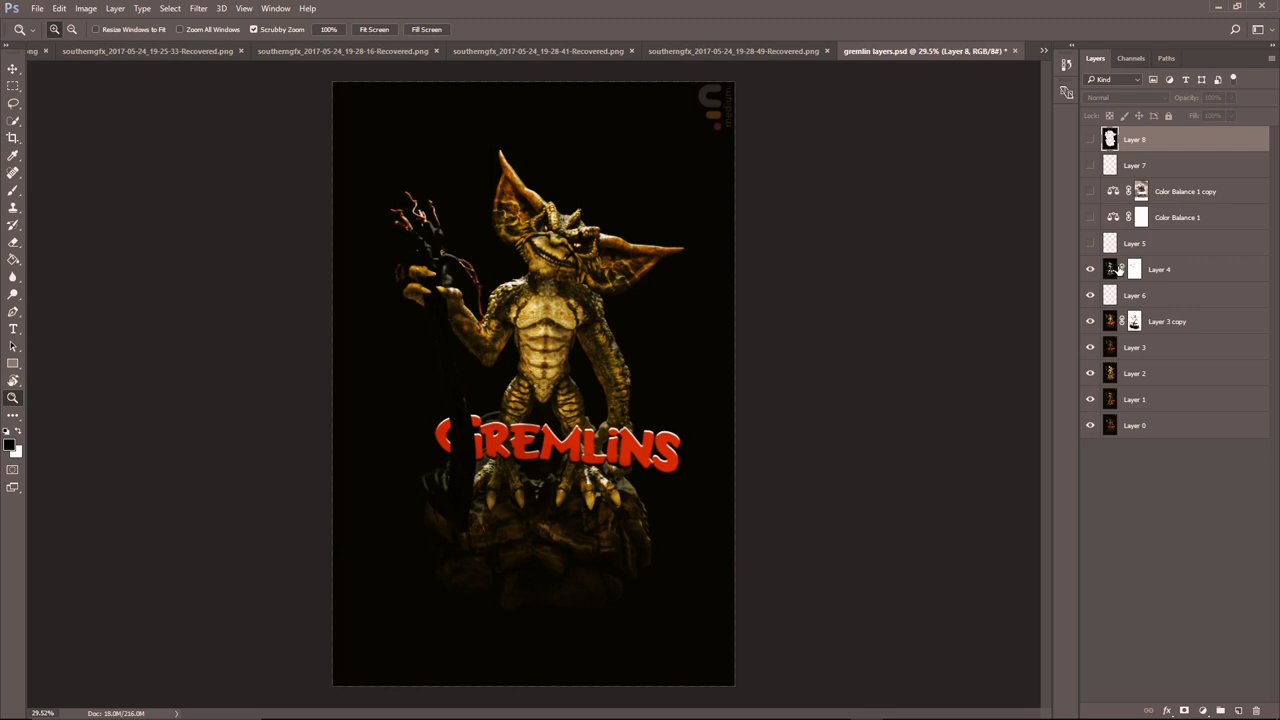 Ps File Edit Image Layer Type Select Filter 3D View Window Help
Resize Windows to Fit Zoom All Windows Scrubby Zoom 100% Fit Screen Fill Screen
southerngfx_2017-05-24_19-25-33-Recovered.png × southerngfx_2017-05-24_19-28-16-Recovered.png × southerngfx_2017-05-24_19-28-41-Recovered.png × southerngfx_2017-05-24_19-28-49-Recovered.png × gremlin layers.psd @ 29.5% (Layer 8, RGB/8#) * ×
Layers Channels Paths
Kind
Normal Opacity: 100%
Lock: Fill: 100%
Layer 8
Layer 7
Color Balance 1 copy
Color Balance 1
Layer 5
Layer 4
Layer 6
Layer 3 copy
Layer 3
Layer 2
Layer 1
Layer 0
medium
GREMLiNS
29.52% Doc: 18.0M/216.0M